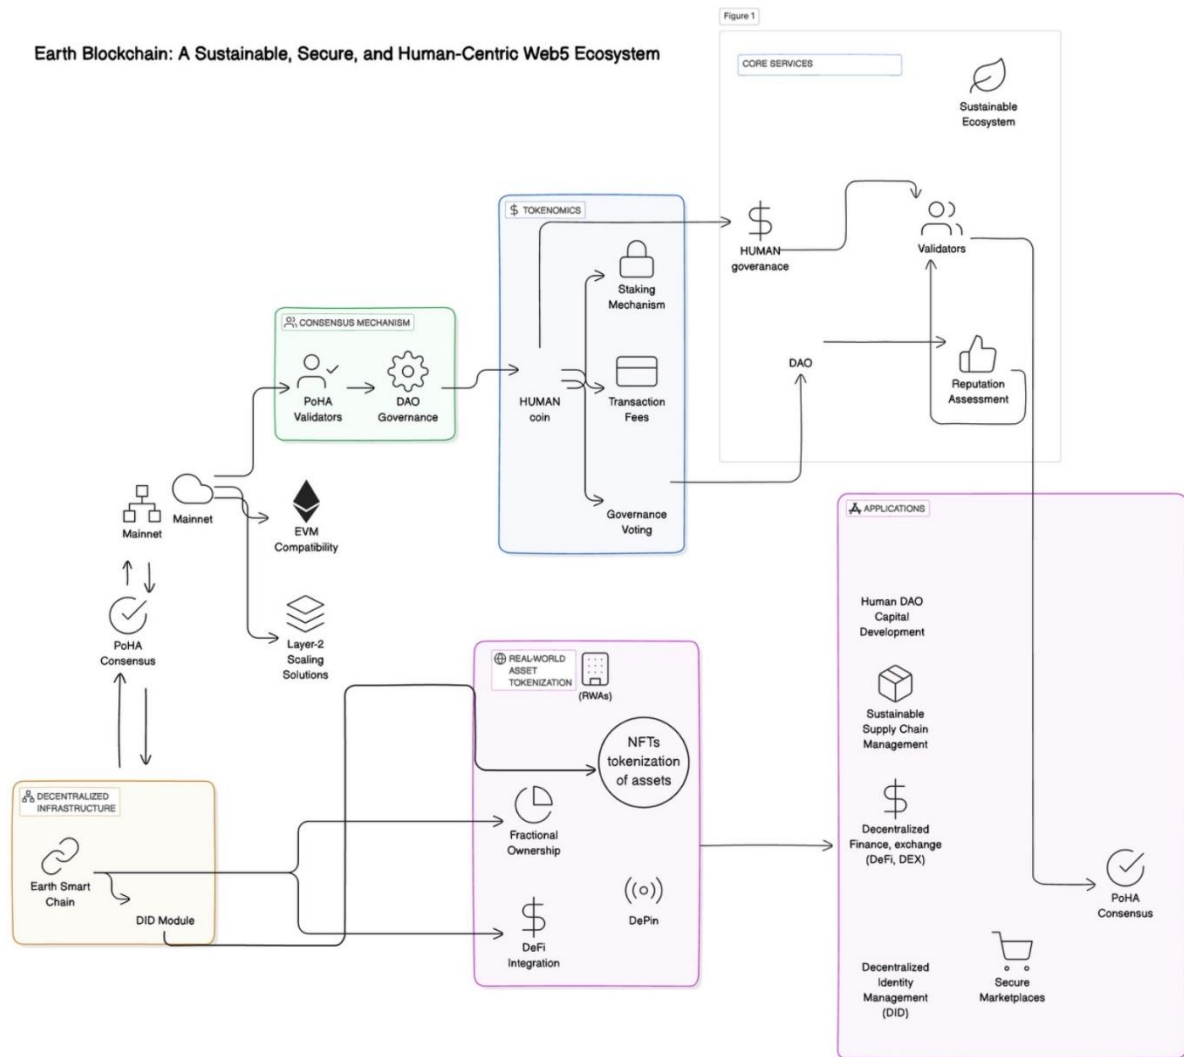 Figure 1
Earth Blockchain: A Sustainable, Secure, and Human-Centric Web5 Ecosystem
CORE SERVICES
Sustainable
Ecosystem
$ TOKENOMICS
HUMAN
goveranace
Validators
Staking
Mechanism
CONSENSUS MECHANISM
PoHA
Validators
DAO
Governance
HUMAN
coin
Transaction
Fees
DAO
Reputation
Assessment
Governance
Voting
Mainnet
Mainnet
EVM
Compatibility
PoHA
Consensus
Layer-2
Scaling
Solutions
APPLICATIONS
Human DAO
Capital
Development
Sustainable
Supply Chain
Management
Decentralized
Finance, exchange
(DeFi, DEX)
PoHA
Consensus
Decentralized
Identity
Management
(DID)
Secure
Marketplaces
REAL-WORLD
ASSET
TOKENIZATION
(RWAs)
NFTs
tokenization
of assets
Fractional
Ownership
DePin
DeFi
Integration
DECENTRALIZED
INFRASTRUCTURE
Earth Smart
Chain
DID Module